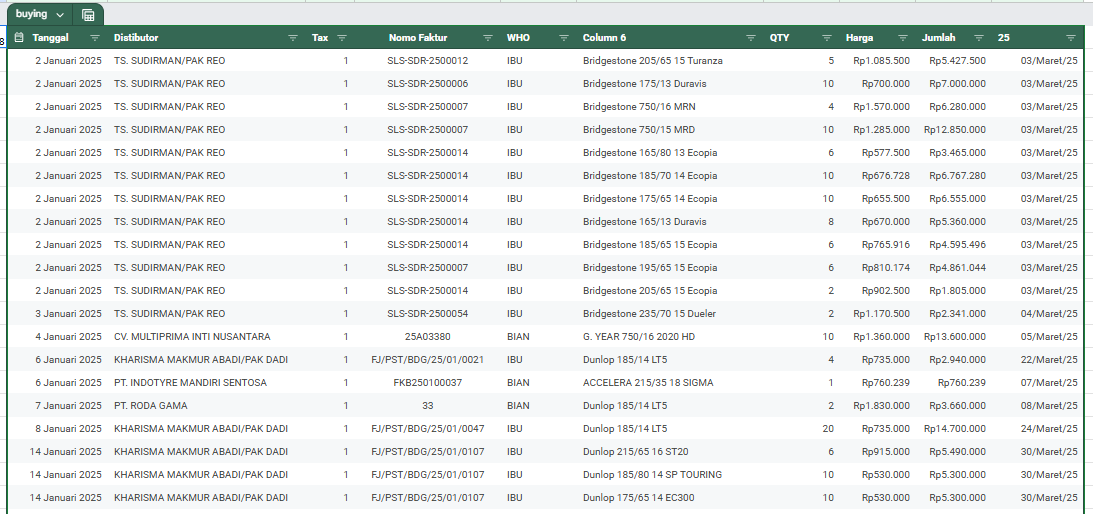 buying
8
Tanggal Distibutor Tax Nomo Faktur WHO Column 6 QTY Harga Jumlah 25
2 Januari 2025 TS. SUDIRMAN/PAK REO 1 SLS-SDR-2500012 IBU Bridgestone 205/65 15 Turanza 5 Rp1.085.500 Rp5.427.500 03/Maret/25
2 Januari 2025 TS. SUDIRMAN/PAK REO 1 SLS-SDR-2500006 IBU Bridgestone 175/13 Duravis 10 Rp700.000 Rp7.000.000 03/Maret/25
2 Januari 2025 TS. SUDIRMAN/PAK REO 1 SLS-SDR-2500007 IBU Bridgestone 750/16 MRN 4 Rp1.570.000 Rp6.280.000 03/Maret/25
2 Januari 2025 TS. SUDIRMAN/PAK REO 1 SLS-SDR-2500007 IBU Bridgestone 750/15 MRD 10 Rp1.285.000 Rp12.850.000 03/Maret/25
2 Januari 2025 TS. SUDIRMAN/PAK REO 1 SLS-SDR-2500014 IBU Bridgestone 165/80 13 Ecopia 6 Rp577.500 Rp3.465.000 03/Maret/25
2 Januari 2025 TS. SUDIRMAN/PAK REO 1 SLS-SDR-2500014 IBU Bridgestone 185/70 14 Ecopia 10 Rp676.728 Rp6.767.280 03/Maret/25
2 Januari 2025 TS. SUDIRMAN/PAK REO 1 SLS-SDR-2500014 IBU Bridgestone 175/65 14 Ecopia 10 Rp655.500 Rp6.555.000 03/Maret/25
2 Januari 2025 TS. SUDIRMAN/PAK REO 1 SLS-SDR-2500014 IBU Bridgestone 165/13 Duravis 8 Rp670.000 Rp5.360.000 03/Maret/25
2 Januari 2025 TS. SUDIRMAN/PAK REO 1 SLS-SDR-2500014 IBU Bridgestone 185/65 15 Ecopia 6 Rp765.916 Rp4.595.496 03/Maret/25
2 Januari 2025 TS. SUDIRMAN/PAK REO 1 SLS-SDR-2500007 IBU Bridgestone 195/65 15 Ecopia 6 Rp810.174 Rp4.861.044 03/Maret/25
2 Januari 2025 TS. SUDIRMAN/PAK REO 1 SLS-SDR-2500014 IBU Bridgestone 205/65 15 Ecopia 2 Rp902.500 Rp1.805.000 03/Maret/25
3 Januari 2025 TS. SUDIRMAN/PAK REO 1 SLS-SDR-2500054 IBU Bridgestone 235/70 15 Dueler 2 Rp1.170.500 Rp2.341.000 04/Maret/25
4 Januari 2025 CV. MULTIPRIMA INTI NUSANTARA 1 25A03380 BIAN G. YEAR 750/16 2020 HD 10 Rp1.360.000 Rp13.600.000 05/Maret/25
6 Januari 2025 KHARISMA MAKMUR ABADI/PAK DADI 1 FJ/PST/BDG/25/01/0021 IBU Dunlop 185/14 LT5 4 Rp735.000 Rp2.940.000 22/Maret/25
6 Januari 2025 PT. INDOTYRE MANDIRI SENTOSA 1 FKB250100037 BIAN ACCELERA 215/35 18 SIGMA 1 Rp760.239 Rp760.239 07/Maret/25
7 Januari 2025 PT. RODA GAMA 1 33 BIAN Dunlop 185/14 LT5 2 Rp1.830.000 Rp3.660.000 08/Maret/25
8 Januari 2025 KHARISMA MAKMUR ABADI/PAK DADI 1 FJ/PST/BDG/25/01/0047 IBU Dunlop 185/14 LT5 20 Rp735.000 Rp14.700.000 24/Maret/25
14 Januari 2025 KHARISMA MAKMUR ABADI/PAK DADI 1 FJ/PST/BDG/25/01/0107 IBU Dunlop 215/65 16 ST20 6 Rp915.000 Rp5.490.000 30/Maret/25
14 Januari 2025 KHARISMA MAKMUR ABADI/PAK DADI 1 FJ/PST/BDG/25/01/0107 IBU Dunlop 185/80 14 SP TOURING 10 Rp530.000 Rp5.300.000 30/Maret/25
14 Januari 2025 KHARISMA MAKMUR ABADI/PAK DADI 1 FJ/PST/BDG/25/01/0107 IBU Dunlop 175/65 14 EC300 10 Rp530.000 Rp5.300.000 30/Maret/25